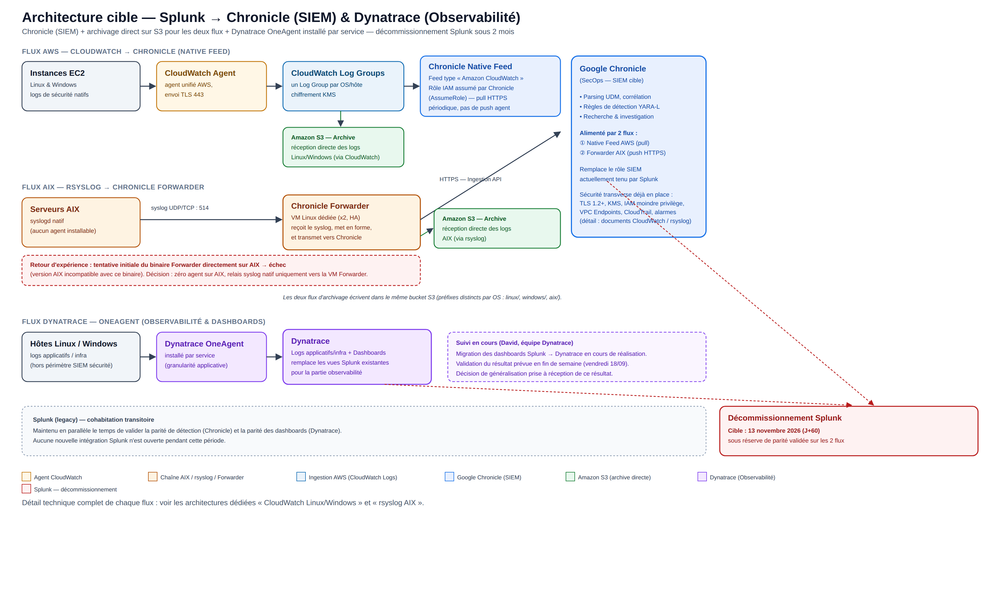 Architecture cible — Splunk → Chronicle (SIEM) & Dynatrace (Observabilité)
Chronicle (SIEM) + archivage direct sur S3 pour les deux flux + Dynatrace OneAgent installé par service — décommissionnement Splunk sous 2 mois
FLUX AWS — CLOUDWATCH → CHRONICLE (NATIVE FEED)
Instances EC2
Linux & Windows
logs de sécurité natifs
CloudWatch Agent
agent unifié AWS,
envoi TLS 443
CloudWatch Log Groups
un Log Group par OS/hôte
chiffrement KMS
Chronicle Native Feed
Feed type « Amazon CloudWatch »
Rôle IAM assumé par Chronicle
(AssumeRole) — pull HTTPS
périodique, pas de push agent
Google Chronicle
(SecOps — SIEM cible)
• Parsing UDM, corrélation
• Règles de détection YARA-L
• Recherche & investigation
Alimenté par 2 flux :
① Native Feed AWS (pull)
② Forwarder AIX (push HTTPS)
Remplace le rôle SIEM
actuellement tenu par Splunk
Sécurité transverse déjà en place :
TLS 1.2+, KMS, IAM moindre privilège,
VPC Endpoints, CloudTrail, alarmes
(détail : documents CloudWatch / rsyslog)
Amazon S3 — Archive
réception directe des logs
Linux/Windows (via CloudWatch)
HTTPS — Ingestion API
FLUX AIX — RSYSLOG → CHRONICLE FORWARDER
Serveurs AIX
syslogd natif
(aucun agent installable)
syslog UDP/TCP : 514
Chronicle Forwarder
VM Linux dédiée (x2, HA)
reçoit le syslog, met en forme,
et transmet vers Chronicle
Amazon S3 — Archive
réception directe des logs
AIX (via rsyslog)
Retour d'expérience : tentative initiale du binaire Forwarder directement sur AIX → échec
(version AIX incompatible avec ce binaire). Décision : zéro agent sur AIX, relais syslog natif uniquement vers la VM Forwarder.
Les deux flux d'archivage écrivent dans le même bucket S3 (préfixes distincts par OS : linux/, windows/, aix/).
FLUX DYNATRACE — ONEAGENT (OBSERVABILITÉ & DASHBOARDS)
Hôtes Linux / Windows
logs applicatifs / infra
(hors périmètre SIEM sécurité)
Dynatrace OneAgent
installé par service
(granularité applicative)
Dynatrace
Logs applicatifs/infra + Dashboards
remplace les vues Splunk existantes
pour la partie observabilité
Suivi en cours (David, équipe Dynatrace)
Migration des dashboards Splunk → Dynatrace en cours de réalisation.
Validation du résultat prévue en fin de semaine (vendredi 18/09).
Décision de généralisation prise à réception de ce résultat.
Splunk (legacy) — cohabitation transitoire
Maintenu en parallèle le temps de valider la parité de détection (Chronicle) et la parité des dashboards (Dynatrace).
Aucune nouvelle intégration Splunk n'est ouverte pendant cette période.
Décommissionnement Splunk
Cible : 13 novembre 2026 (J+60)
sous réserve de parité validée sur les 2 flux
Agent CloudWatch
Chaîne AIX / rsyslog / Forwarder
Ingestion AWS (CloudWatch Logs)
Google Chronicle (SIEM)
Amazon S3 (archive directe)
Dynatrace (Observabilité)
Splunk — décommissionnement
Détail technique complet de chaque flux : voir les architectures dédiées « CloudWatch Linux/Windows » et « rsyslog AIX ».